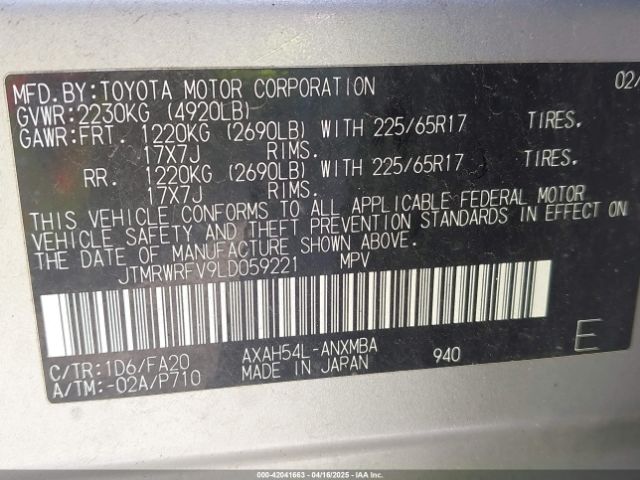 MFD.BY:TOYOTA MOTOR CORPORATION 02/
GVWR:2230KG (4920LB)
GAWR:FRT. 1220KG (2690LB) WITH 225/65R17 TIRES.
17X7J RIMS.
RR. 1220KG (2690LB) WITH 225/65R17 TIRES.
17X7J RIMS.
THIS VEHICLE CONFORMS TO ALL APPLICABLE FEDERAL MOTOR
VEHICLE SAFETY AND THEFT PREVENTION STANDARDS IN EFFECT ON
THE DATE OF MANUFACTURE SHOWN ABOVE.
JTMRWRFV9LD059221 MPV
C/TR:1D6/FA20 AXAH54L-ANXMBA 940 E
A/TM:-02A/P710 MADE IN JAPAN
000-42041663 - 04/16/2025 - IAAI.COM